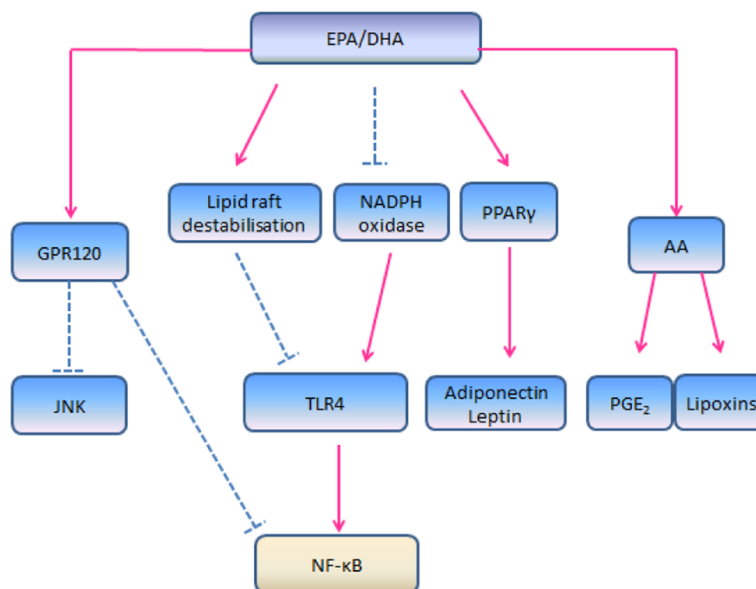 EPA/DHA
Lipid raft
destabilisation
NADPH
oxidase
PPARγ
GPR120
AA
JNK
TLR4
Adiponectin
Leptin
PGE₂
Lipoxins
NF-κB